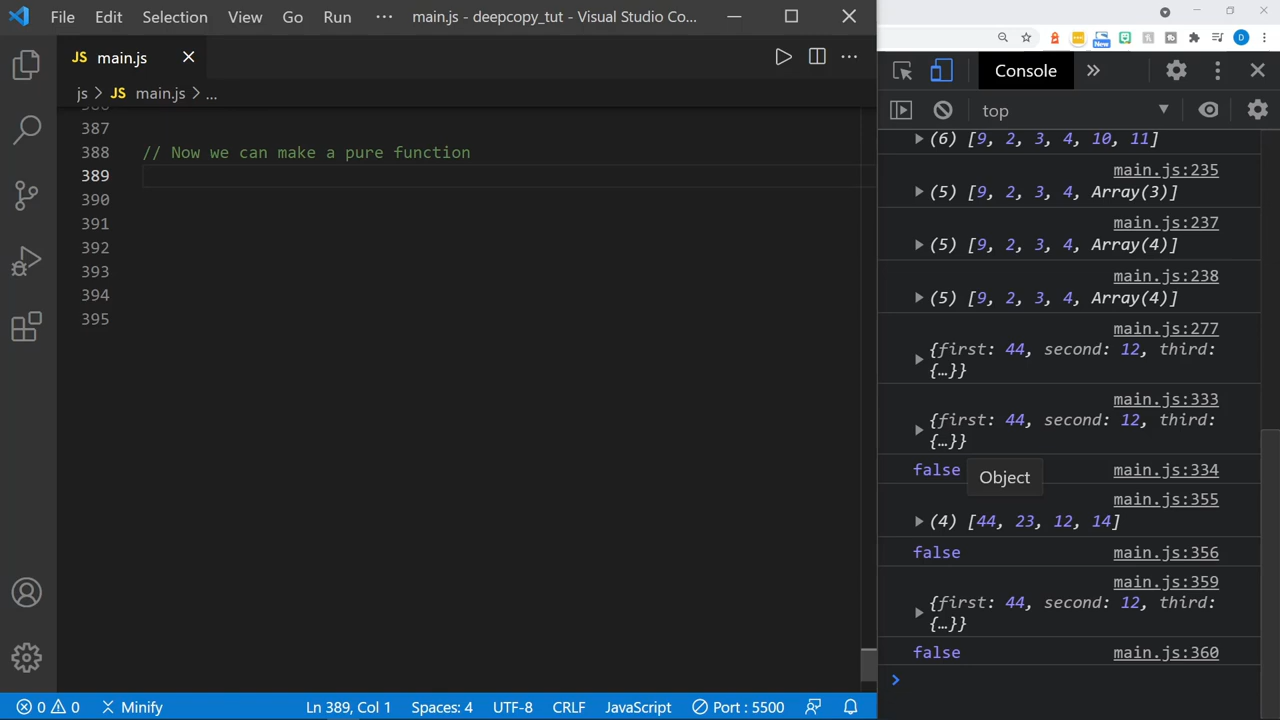 File Edit Selection View Go Run ··· main.js - deepcopy_tut - Visual Studio Co...
JS main.js
js > JS main.js > ...
387
388 // Now we can make a pure function
389
390
391
392
393
394
395
0 0 Minify Ln 389, Col 1 Spaces: 4 UTF-8 CRLF JavaScript Port : 5500
New D
Console
top
(6) [9, 2, 3, 4, 10, 11]
main.js:235
(5) [9, 2, 3, 4, Array(3)]
main.js:237
(5) [9, 2, 3, 4, Array(4)]
main.js:238
(5) [9, 2, 3, 4, Array(4)]
main.js:277
{first: 44, second: 12, third:
{…}}
main.js:333
{first: 44, second: 12, third:
{…}}
false main.js:334
Object
main.js:355
(4) [44, 23, 12, 14]
false main.js:356
main.js:359
{first: 44, second: 12, third:
{…}}
false main.js:360